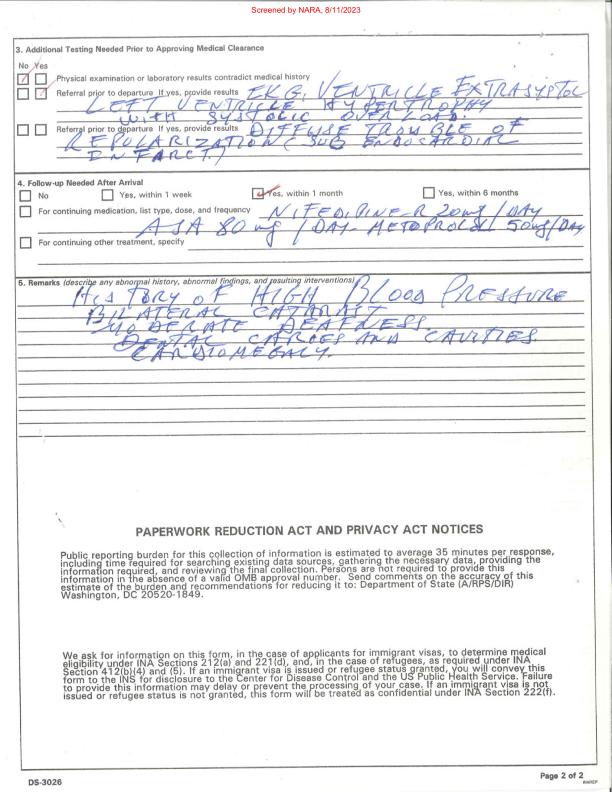 Screened by NARA, 8/11/2023
3. Additional Testing Needed Prior to Approving Medical Clearance
No Yes
Physical examination or laboratory results contradict medical history
Referral prior to departure If yes, provide results EKG, VENTRICLE EXTRASYSTOL
LEFT VENTRICLE HYPERTROPHY
WITH SYSTOLIC OVERLOAD.
Referral prior to departure If yes, provide results DIFFUSE TROUBLE OF
REPOLARIZATION (SUB ENDOCARDIAL
INFARCT.)
4. Follow-up Needed After Arrival
No Yes, within 1 week Yes, within 1 month Yes, within 6 months
For continuing medication, list type, dose, and frequency NIFEDIPINE-R 20mg/DAY
ASA 80mg/DAY- METOPROLOL 50mg/DAY
For continuing other treatment, specify
5. Remarks (describe any abnormal history, abnormal findings, and resulting interventions)
HISTORY OF HIGH BLOOD PRESSURE
BILATERAL CATARAST
MODERATE DEAFNESS.
DENTAL CARIES AND CAVITIES.
CARDIOMEGALY.
PAPERWORK REDUCTION ACT AND PRIVACY ACT NOTICES
Public reporting burden for this collection of information is estimated to average 35 minutes per response,
including time required for searching existing data sources, gathering the necessary data, providing the
information required, and reviewing the final collection. Persons are not required to provide this
information in the absence of a valid OMB approval number. Send comments on the accuracy of this
estimate of the burden and recommendations for reducing it to: Department of State (A/RPS/DIR)
Washington, DC 20520-1849.
We ask for information on this form, in the case of applicants for immigrant visas, to determine medical
eligibility under INA Sections 212(a) and 221(d), and, in the case of refugees, as required under INA
Section 412(b)(4) and (5). If an immigrant visa is issued or refugee status granted, you will convey this
form to the INS for disclosure to the Center for Disease Control and the US Public Health Service. Failure
to provide this information may delay or prevent the processing of your case. If an immigrant visa is not
issued or refugee status is not granted, this form will be treated as confidential under INA Section 222(f).
DS-3026
Page 2 of 2